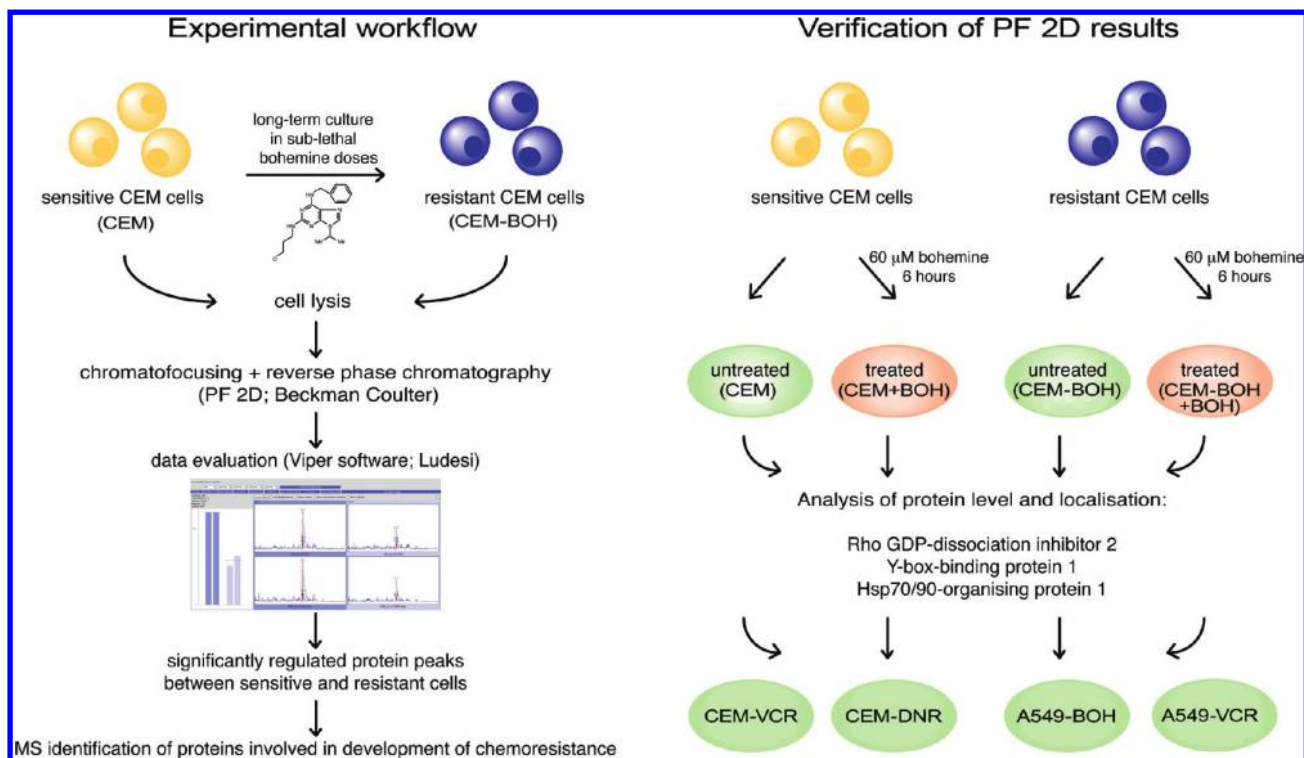 Experimental workflow
long-term culture
in sub-lethal
bohemine doses
sensitive CEM cells
(CEM)
resistant CEM cells
(CEM-BOH)
cell lysis
chromatofocusing + reverse phase chromatography
(PF 2D; Beckman Coulter)
data evaluation (Viper software; Ludesi)
significantly regulated protein peaks
between sensitive and resistant cells
MS identification of proteins involved in development of chemoresistance
Verification of PF 2D results
sensitive CEM cells
resistant CEM cells
60 µM bohemine
6 hours
60 µM bohemine
6 hours
untreated
(CEM)
treated
(CEM+BOH)
untreated
(CEM-BOH)
treated
(CEM-BOH
+BOH)
Analysis of protein level and localisation:
Rho GDP-dissociation inhibitor 2
Y-box-binding protein 1
Hsp70/90-organising protein 1
CEM-VCR
CEM-DNR
A549-BOH
A549-VCR